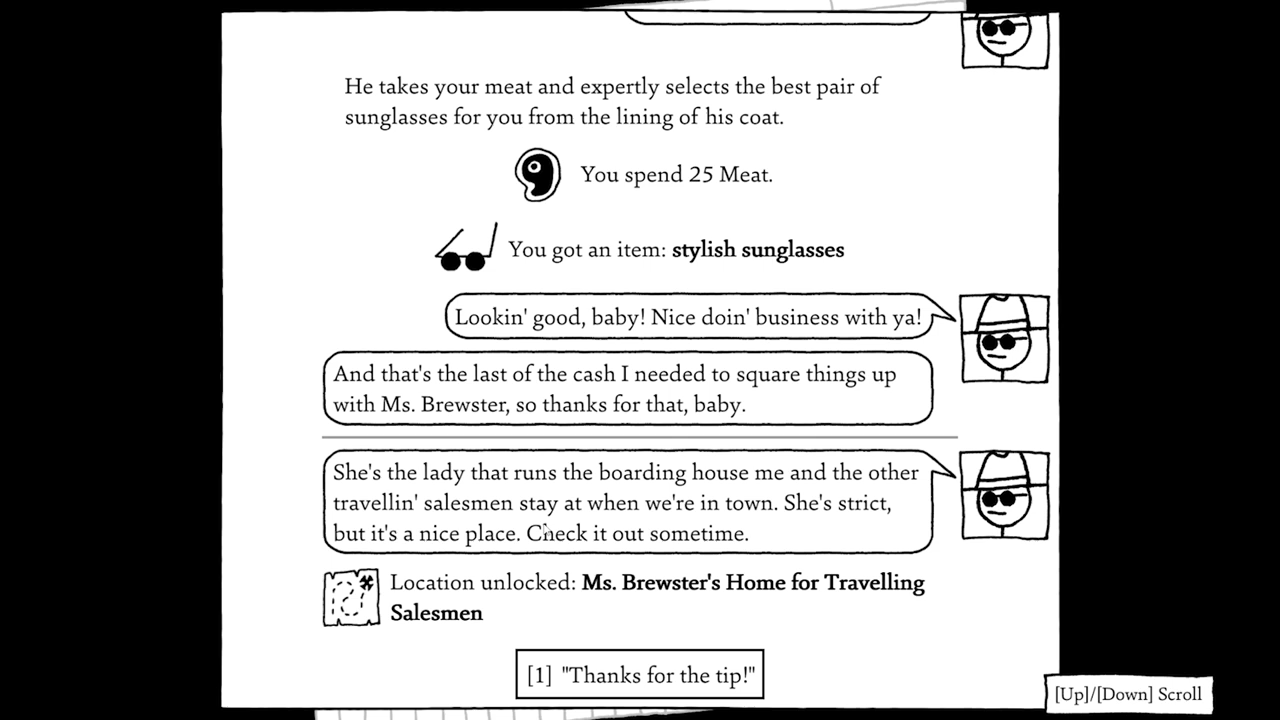 He takes your meat and expertly selects the best pair of
sunglasses for you from the lining of his coat.
You spend 25 Meat.
You got an item: stylish sunglasses
Lookin' good, baby! Nice doin' business with ya!
And that's the last of the cash I needed to square things up
with Ms. Brewster, so thanks for that, baby.
She's the lady that runs the boarding house me and the other
travellin' salesmen stay at when we're in town. She's strict,
but it's a nice place. Check it out sometime.
Location unlocked: Ms. Brewster's Home for Travelling
Salesmen
[1] "Thanks for the tip!"
[Up]/[Down] Scroll